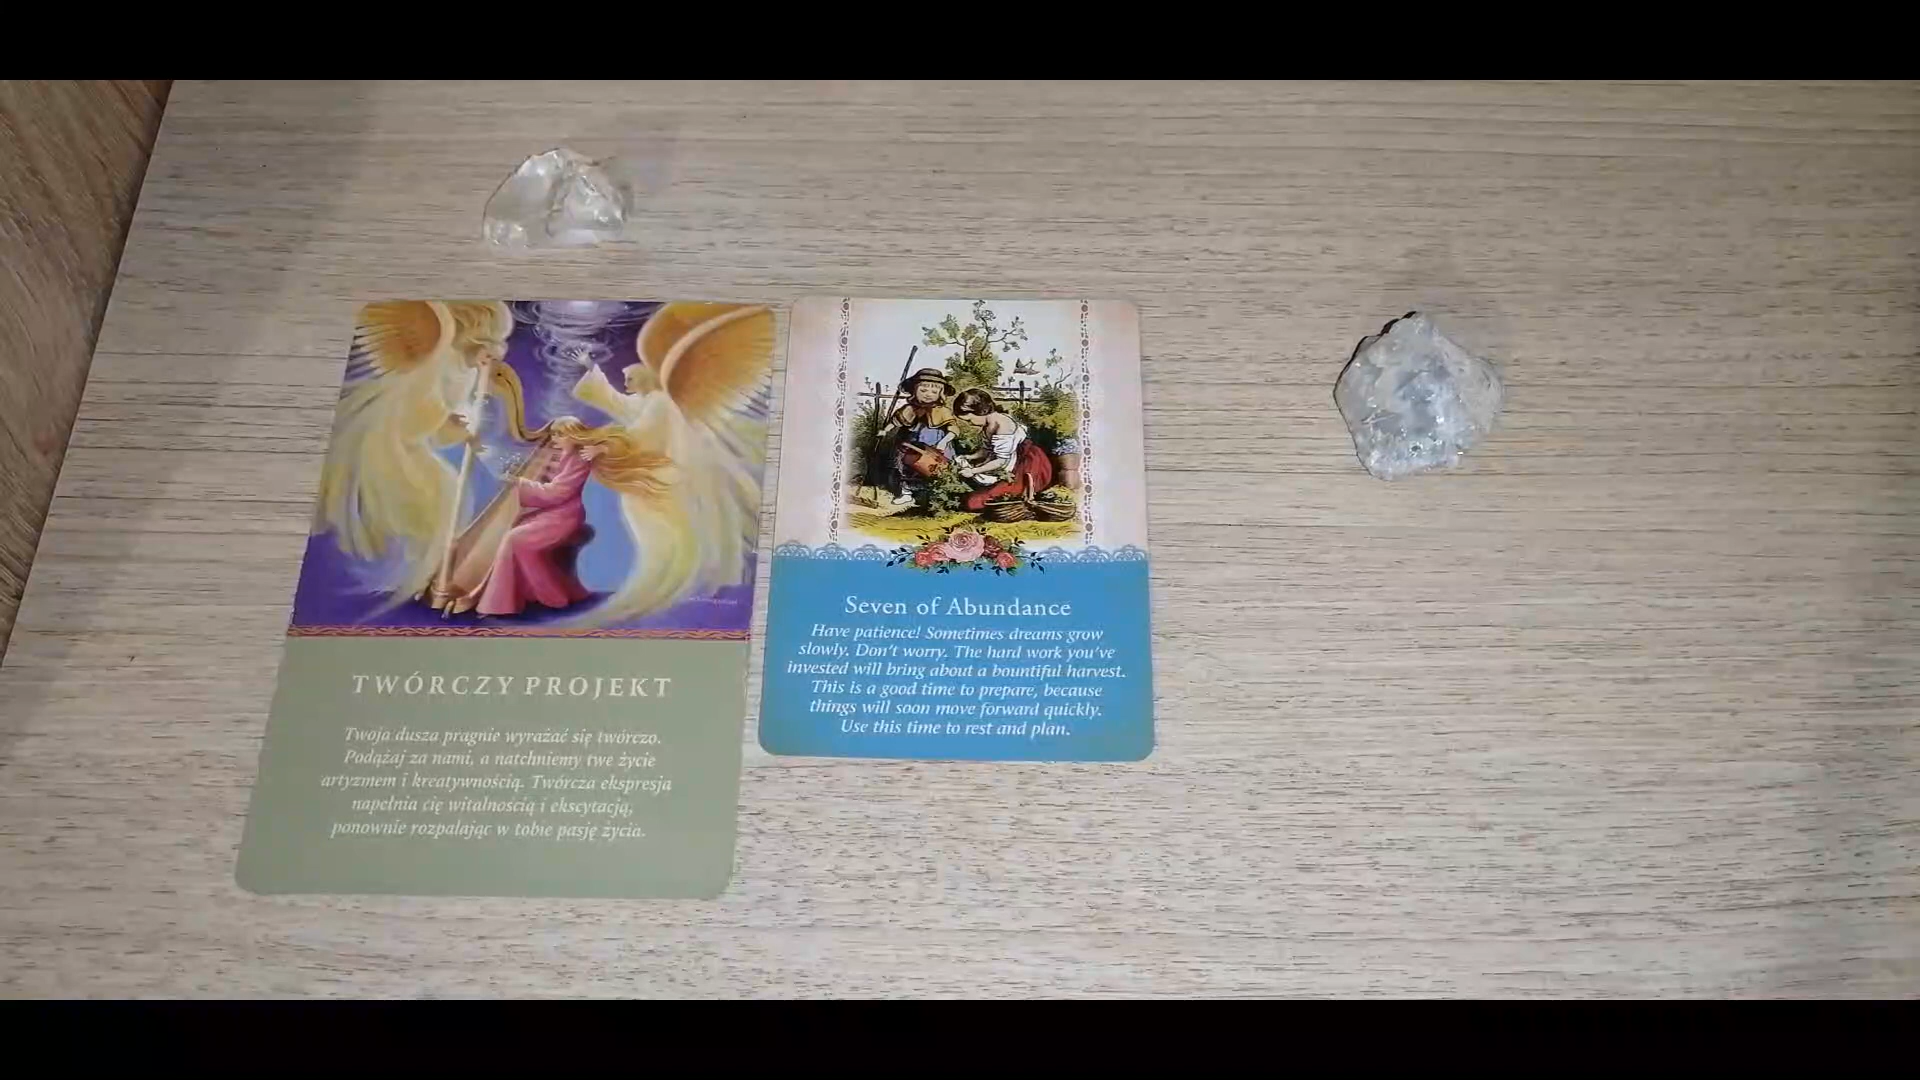 TWÓRCZY PROJEKT
Twoja dusza pragnie wyrażać się twórczo.
Podążaj za nami, a natchniemy twe życie
artyzmem i kreatywnością. Twórcza ekspresja
napełnia cię witalnością i ekscytacją,
ponownie rozpalając w tobie pasję życia.
Seven of Abundance
Have patience! Sometimes dreams grow
slowly. Don't worry. The hard work you've
invested will bring about a bountiful harvest.
This is a good time to prepare, because
things will soon move forward quickly.
Use this time to rest and plan.